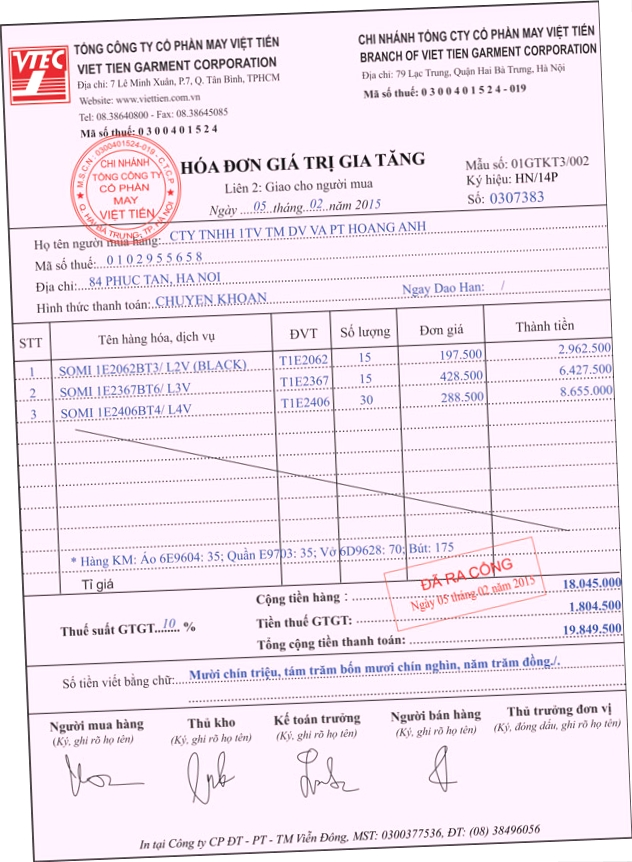 VTEC
TỔNG CÔNG TY CỔ PHẦN MAY VIỆT TIẾN
VIET TIEN GARMENT CORPORATION
Địa chỉ: 7 Lê Minh Xuân, P.7, Q. Tân Bình, TPHCM
Website: www.viettien.com.vn
Tel: 08.38640800 - Fax: 08.38645085
Mã số thuế: 0 3 0 0 4 0 1 5 2 4
CHI NHÁNH TỔNG CTY CỔ PHẦN MAY VIỆT TIẾN
BRANCH OF VIET TIEN GARMENT CORPORATION
Địa chỉ: 79 Lạc Trung, Quận Hai Bà Trưng, Hà Nội
Mã số thuế: 0 3 0 0 4 0 1 5 2 4 - 019
M.S.C.N: 0300401524-019 - C.T.C.P
CHI NHÁNH
TỔNG CÔNG TY
CỔ PHẦN
MAY
VIỆT TIẾN
Q. HAI BÀ TRƯNG, TP HÀ NỘI
HÓA ĐƠN GIÁ TRỊ GIA TĂNG
Liên 2: Giao cho người mua
Ngày .....05..tháng...02..năm 2015
Mẫu số: 01GTKT3/002
Ký hiệu: HN/14P
Số: 0307383
Họ tên người mua hàng: CTY TNHH 1TV TM DV VA PT HOANG ANH
Mã số thuế: 0 1 0 2 9 5 5 6 5 8
Địa chỉ: 84 PHUC TAN, HA NOI
Hình thức thanh toán: CHUYEN KHOAN Ngay Dao Han: /
STT Tên hàng hóa, dịch vụ ĐVT Số lượng Đơn giá Thành tiền
1 SOMI 1E2062BT3/ L2V (BLACK) T1E2062 15 197.500 2.962.500
2 SOMI 1E2367BT6/ L3V T1E2367 15 428.500 6.427.500
3 SOMI 1E2406BT4/ L4V T1E2406 30 288.500 8.655.000
* Hàng KM: Áo 6E9604: 35; Quần E9703: 35; Vở 6D9628: 70; Bút: 175
Tỉ giá
ĐÃ RA CỔNG
Ngày 05 tháng 02 năm 2015
Cộng tiền hàng : 18.045.000
Thuế suất GTGT....10.... % Tiền thuế GTGT: 1.804.500
Tổng cộng tiền thanh toán: 19.849.500
Số tiền viết bằng chữ: Mười chín triệu, tám trăm bốn mươi chín nghìn, năm trăm đồng./.
Người mua hàng Thủ kho Kế toán trưởng Người bán hàng Thủ trưởng đơn vị
(Ký, ghi rõ họ tên) (Ký, ghi rõ họ tên) (Ký, ghi rõ họ tên) (Ký, ghi rõ họ tên) (Ký, đóng dấu, ghi rõ họ tên)
In tại Công ty CP ĐT - PT - TM Viễn Đông, MST: 0300377536, ĐT: (08) 38496056